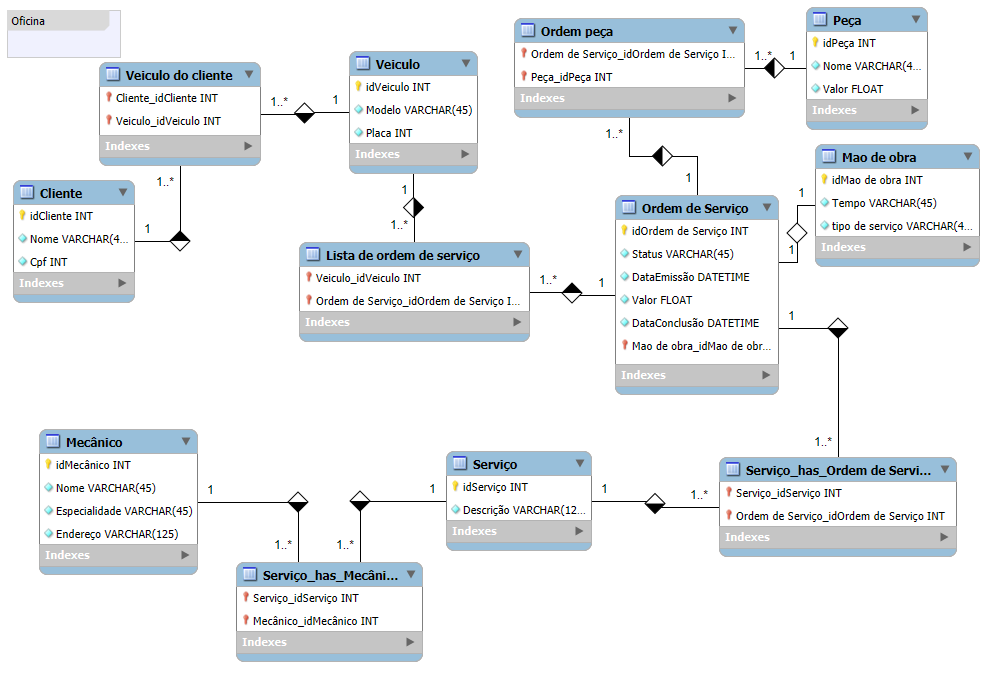 Oficina
Veiculo do cliente
Cliente_idCliente INT
Veiculo_idVeiculo INT
Indexes
1..*
1
Veiculo
idVeiculo INT
Modelo VARCHAR(45)
Placa INT
Indexes
Ordem peça
Ordem de Serviço_idOrdem de Serviço I...
Peça_idPeça INT
Indexes
1..*
1
Peça
idPeça INT
Nome VARCHAR(4...
Valor FLOAT
Indexes
1..*
1
Cliente
idCliente INT
Nome VARCHAR(4...
Cpf INT
Indexes
1..*
1
1
1..*
Lista de ordem de serviço
Veiculo_idVeiculo INT
Ordem de Serviço_idOrdem de Serviço I...
Indexes
1..*
1
Ordem de Serviço
idOrdem de Serviço INT
Status VARCHAR(45)
DataEmissão DATETIME
Valor FLOAT
DataConclusão DATETIME
Mao de obra_idMao de obr...
Indexes
1
1
Mao de obra
idMao de obra INT
Tempo VARCHAR(45)
tipo de serviço VARCHAR(4...
Indexes
1
1..*
Mecânico
idMecânico INT
Nome VARCHAR(45)
Especialidade VARCHAR(45)
Endereço VARCHAR(125)
Indexes
1
1..*
1..*
1
Serviço
idServiço INT
Descrição VARCHAR(12...
Indexes
1
1..*
Serviço_has_Ordem de Servi...
Serviço_idServiço INT
Ordem de Serviço_idOrdem de Serviço INT
Indexes
Serviço_has_Mecâni...
Serviço_idServiço INT
Mecânico_idMecânico INT
Indexes